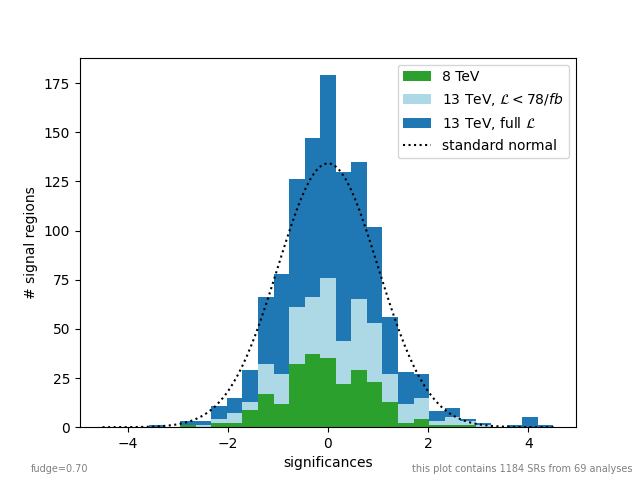 175
150
125
100
75
50
25
0
# signal regions
8 TeV
13 TeV, ℒ < 78/fb
13 TeV, full ℒ
standard normal
−4 −2 0 2 4
significances
fudge=0.70
this plot contains 1184 SRs from 69 analyses